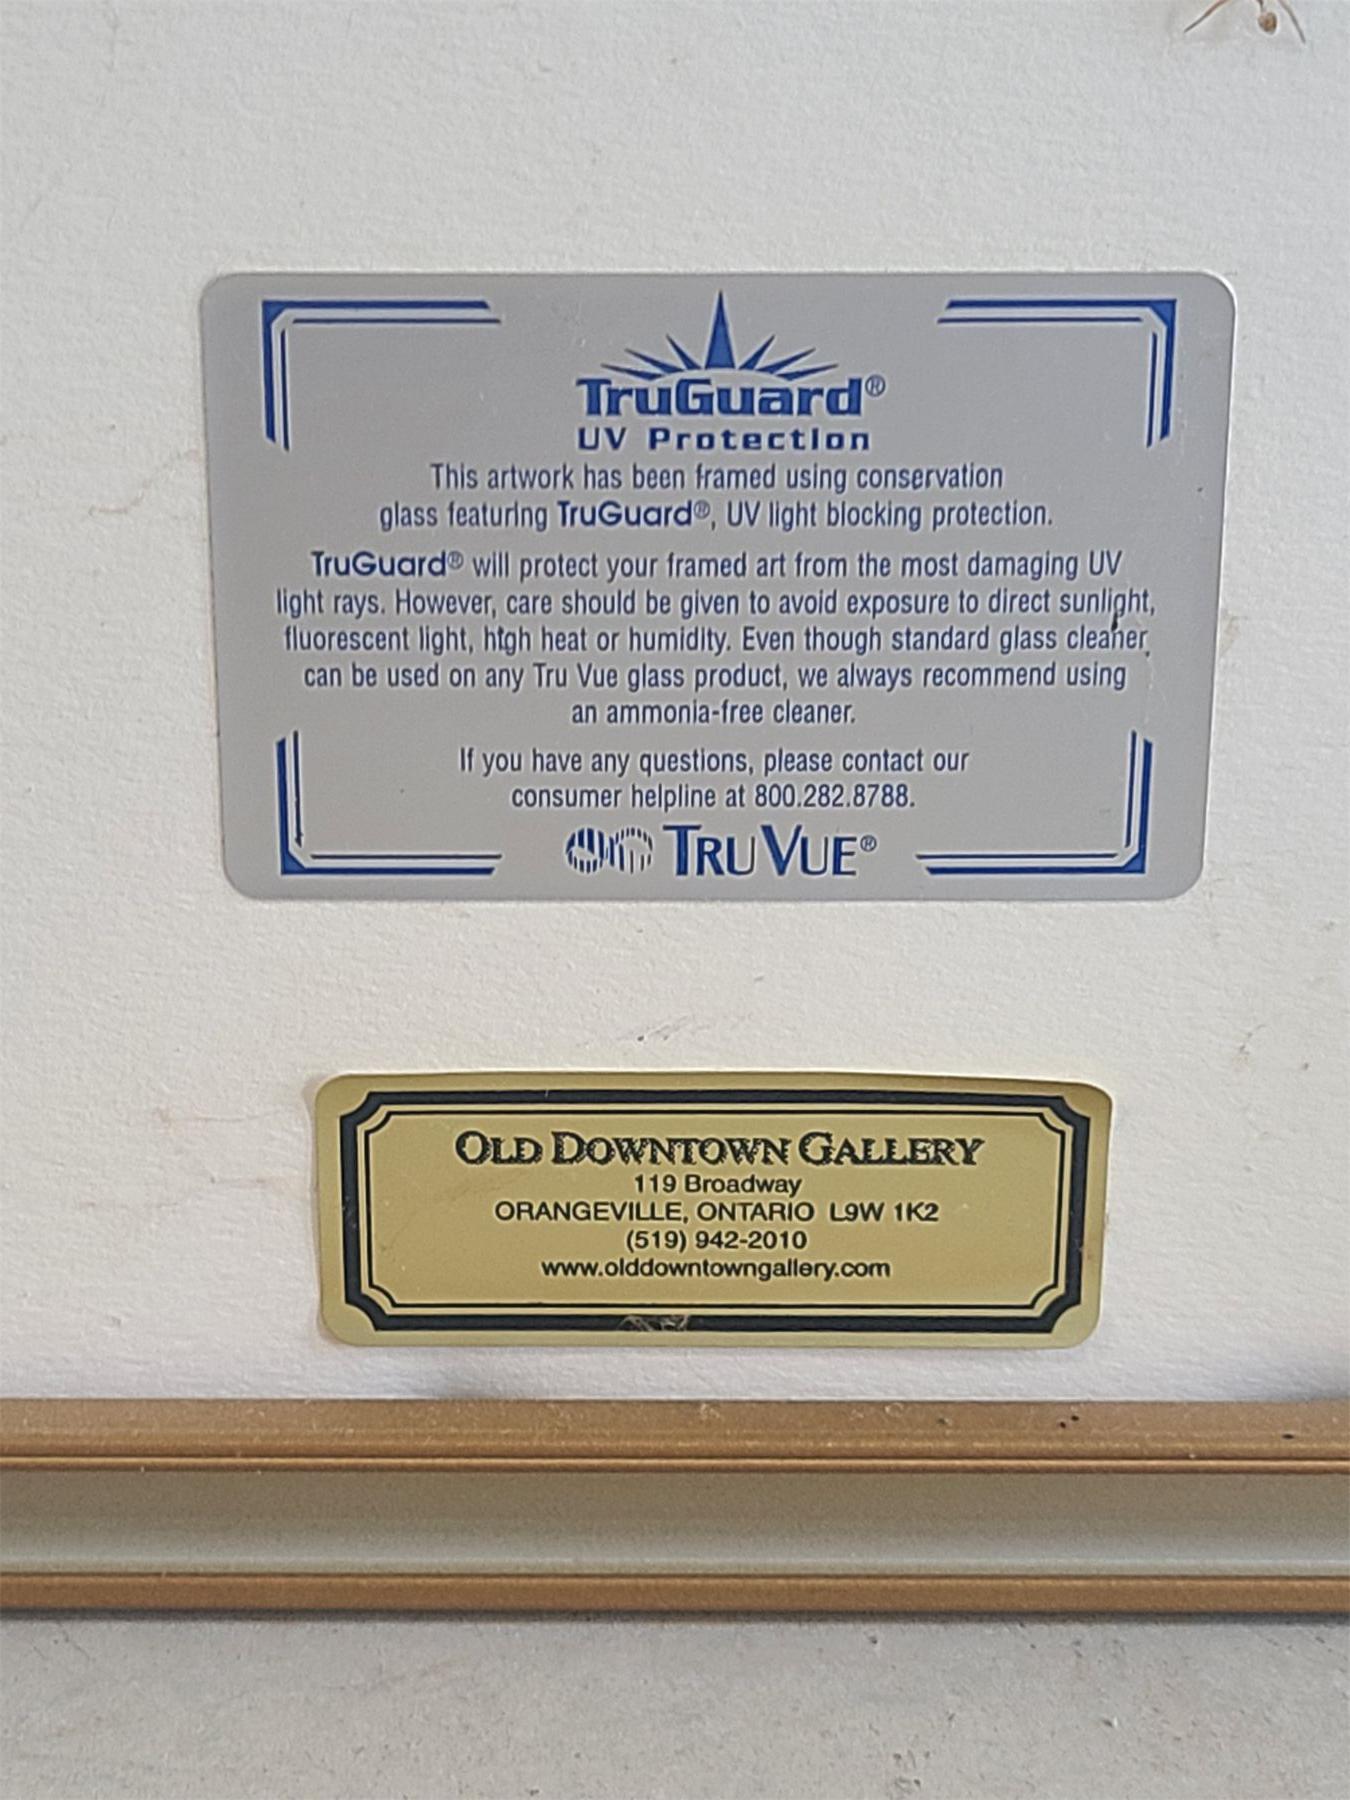 TruGuard®
UV Protection
This artwork has been framed using conservation
glass featuring TruGuard®, UV light blocking protection.
TruGuard® will protect your framed art from the most damaging UV
light rays. However, care should be given to avoid exposure to direct sunlight,
fluorescent light, high heat or humidity. Even though standard glass cleaner
can be used on any Tru Vue glass product, we always recommend using
an ammonia-free cleaner.
If you have any questions, please contact our
consumer helpline at 800.282.8788.
TRU VUE®
OLD DOWNTOWN GALLERY
119 Broadway
ORANGEVILLE, ONTARIO L9W 1K2
(519) 942-2010
www.olddowntowngallery.com